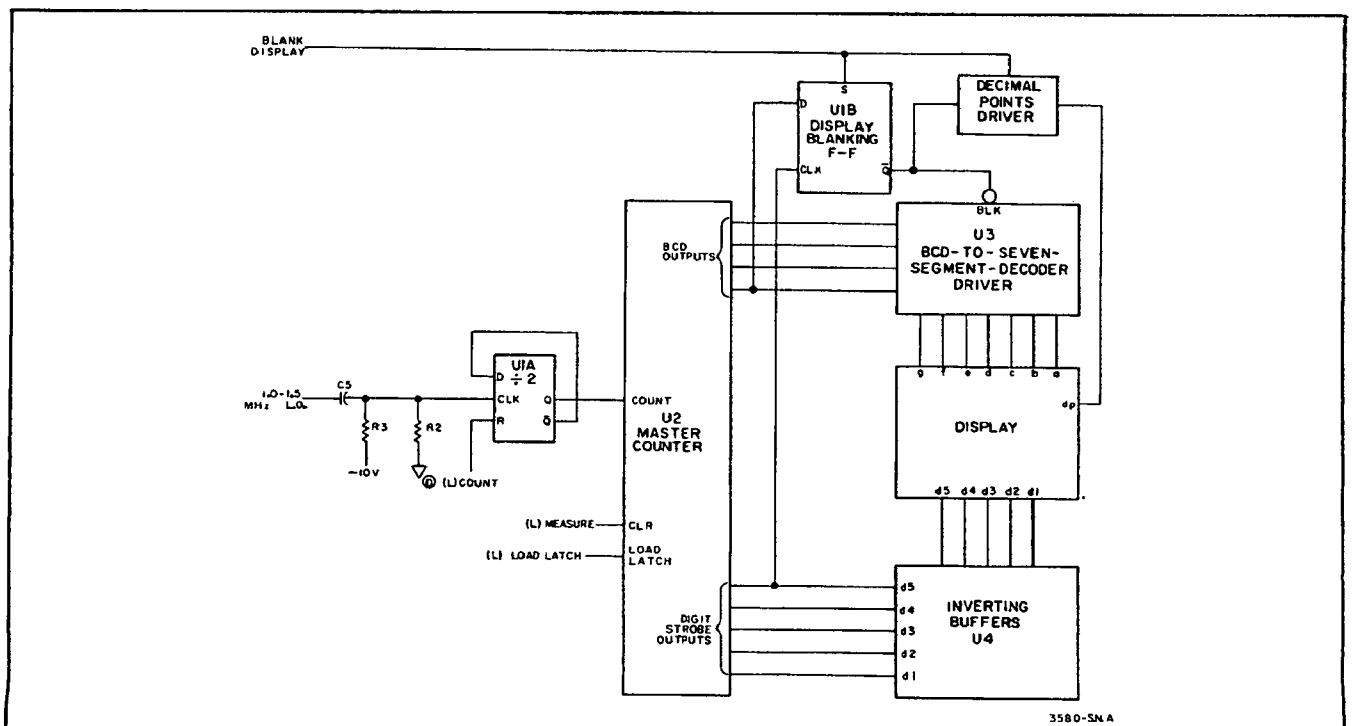 BLANK
DISPLAY
S
D
U1B
DISPLAY
BLANKING
F-F
CLK
Q
DECIMAL
POINTS
DRIVER
BLK
U3
BCD-TO-SEVEN-
SEGMENT-DECODER
DRIVER
BCD
OUTPUTS
g f e d c b a
dp
DISPLAY
d5 d4 d3 d2 d1
U1A
÷2
D
CLK
R
Q
Q
1.0-1.5
MHz L.O.
C5
R3
R2
-10V
(L) COUNT
COUNT
U2
MASTER
COUNTER
(L) MEASURE
CLR
(L) LOAD LATCH
LOAD
LATCH
DIGIT
STROBE
OUTPUTS
d5
d4
d3
d2
d1
INVERTING
BUFFERS
U4
3580-SN.A